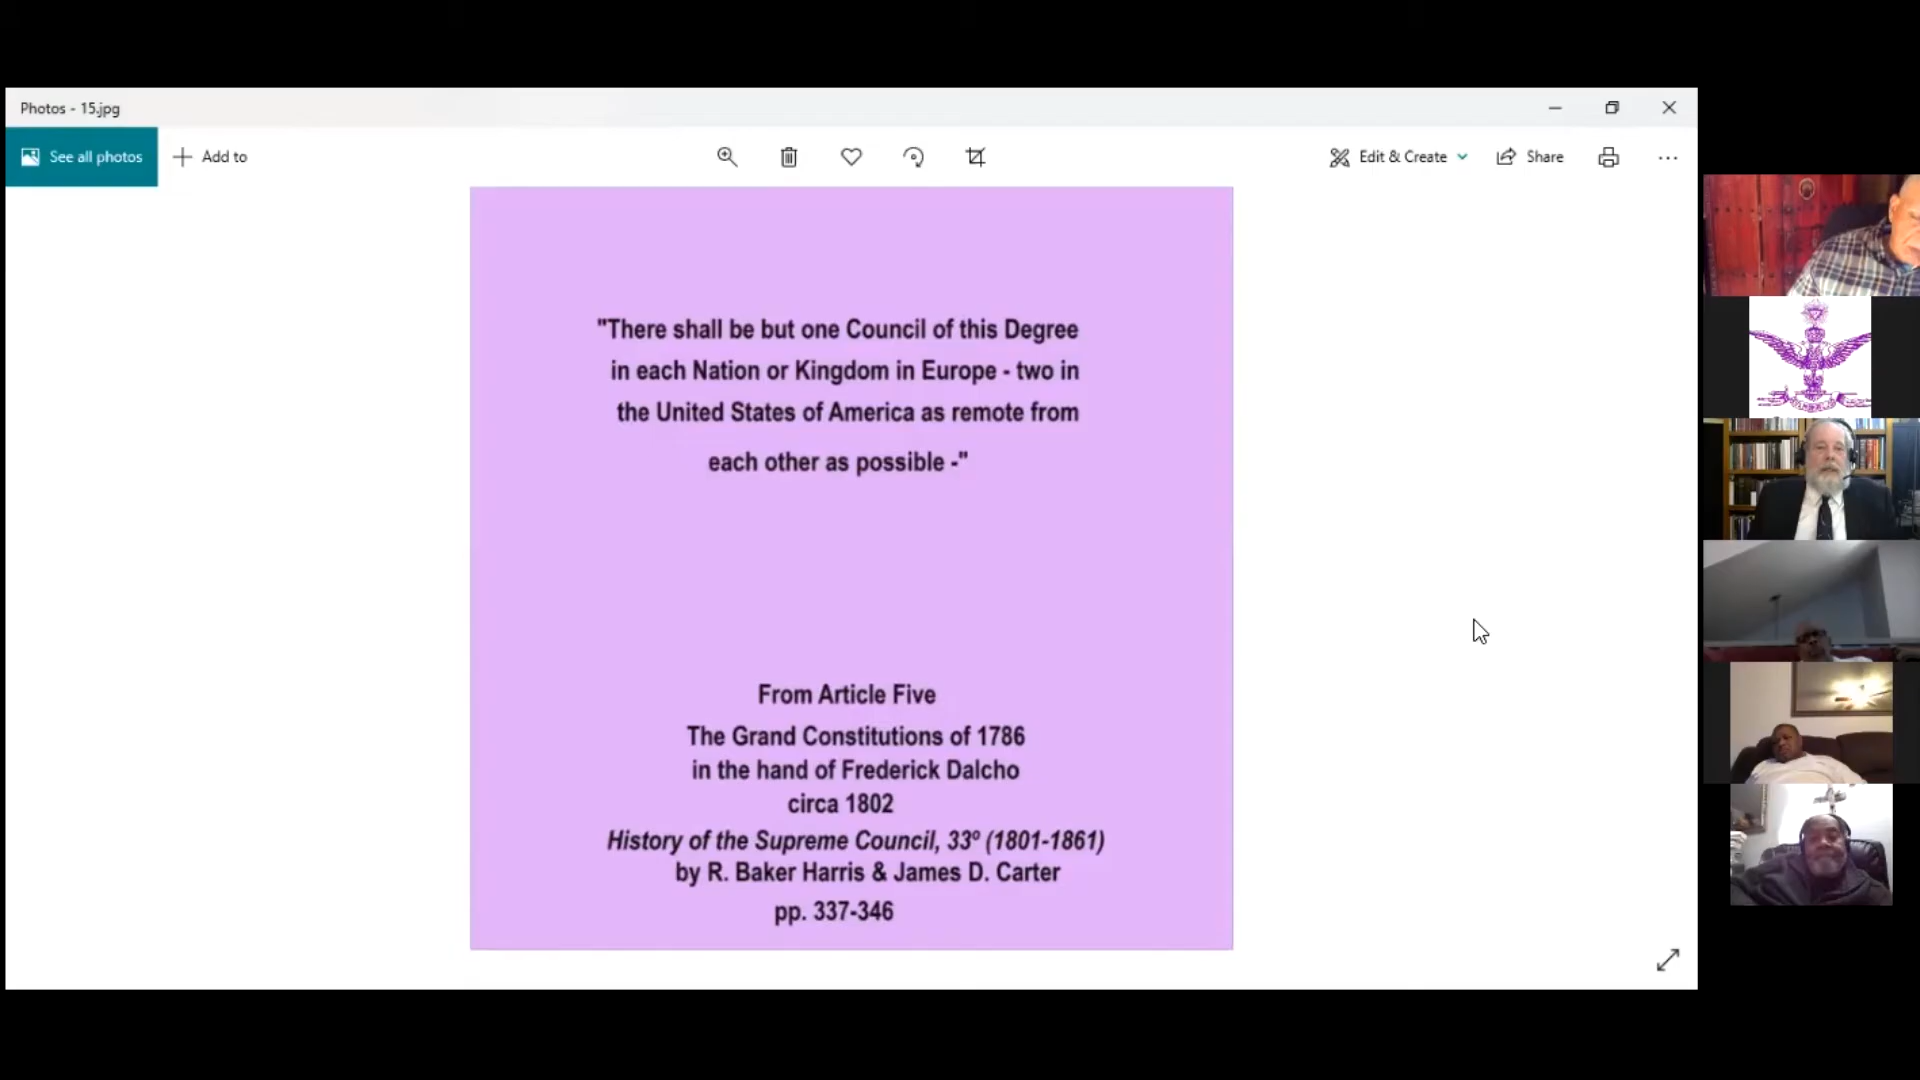 Photos - 15.jpg
See all photos
Add to
Edit & Create
Share
"There shall be but one Council of this Degree
in each Nation or Kingdom in Europe - two in
the United States of America as remote from
each other as possible -"
From Article Five
The Grand Constitutions of 1786
in the hand of Frederick Dalcho
circa 1802
History of the Supreme Council, 33º (1801-1861)
by R. Baker Harris & James D. Carter
pp. 337-346